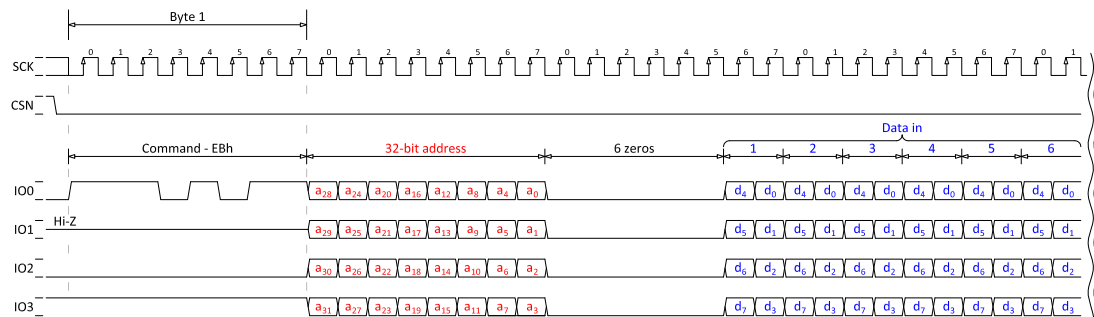 Byte 1
0 1 2 3 4 5 6 7 0 1 2 3 4 5 6 7 0 1 2 3 4 5 6 7 0 1 2 3 4 5 6 7 0 1
SCK
CSN
Data in
Command - EBh 32-bit address 6 zeros 1 2 3 4 5 6
IO0 a28 a24 a20 a16 a12 a8 a4 a0 d4 d0 d4 d0 d4 d0 d4 d0 d4 d0 d4 d0
Hi-Z
IO1 a29 a25 a21 a17 a13 a9 a5 a1 d5 d1 d5 d1 d5 d1 d5 d1 d5 d1 d5 d1
IO2 a30 a26 a22 a18 a14 a10 a6 a2 d6 d2 d6 d2 d6 d2 d6 d2 d6 d2 d6 d2
IO3 a31 a27 a23 a19 a15 a11 a7 a3 d7 d3 d7 d3 d7 d3 d7 d3 d7 d3 d7 d3